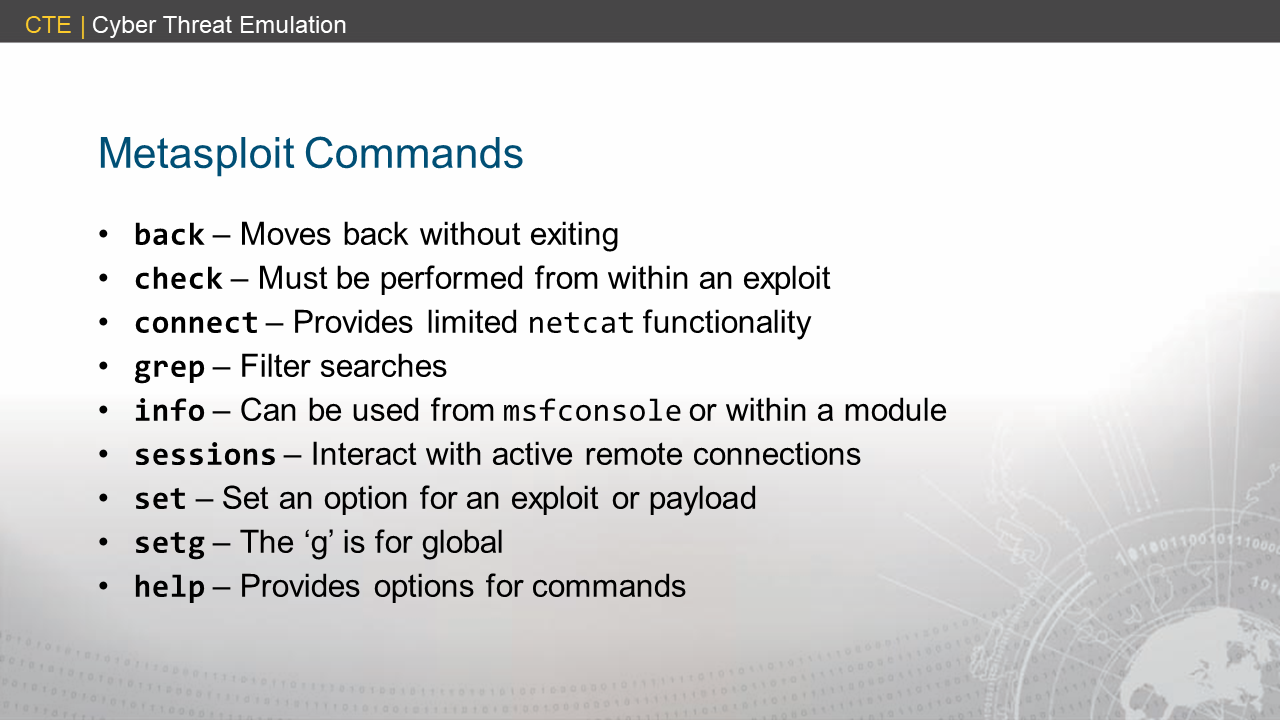 CTE | Cyber Threat Emulation
Metasploit Commands
• back – Moves back without exiting
• check – Must be performed from within an exploit
• connect – Provides limited netcat functionality
• grep – Filter searches
• info – Can be used from msfconsole or within a module
• sessions – Interact with active remote connections
• set – Set an option for an exploit or payload
• setg – The ‘g’ is for global
• help – Provides options for commands